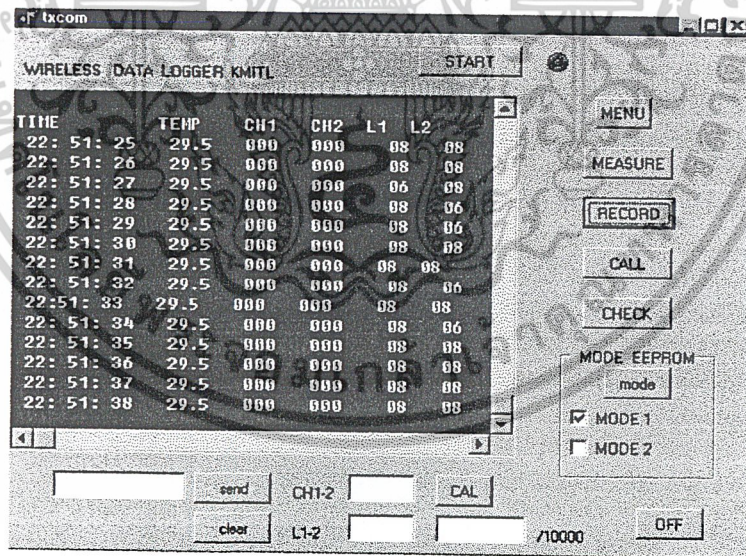 txcom
WIRELESS DATA LOGGER KMITL
START
TIME TEMP CH1 CH2 L1 L2
22: 51: 25 29.5 000 000 08 08
22: 51: 26 29.5 000 000 08 08
22: 51: 27 29.5 000 000 06 08
22: 51: 28 29.5 000 000 08 06
22: 51: 29 29.5 000 000 08 06
22: 51: 30 29.5 000 000 08 08
22: 51: 31 29.5 000 000 08 08
22: 51: 32 29.5 000 000 08 06
22:51: 33 29.5 000 000 08 08
22: 51: 34 29.5 000 000 08 06
22: 51: 35 29.5 000 000 08 08
22: 51: 36 29.5 000 000 08 08
22: 51: 37 29.5 000 000 08 08
22: 51: 38 29.5 000 000 08 08
MENU
MEASURE
RECORD
CALL
CHECK
MODE EEPROM
mode
MODE 1
MODE 2
send
CH1-2
CAL
clear
L1-2
/10000
OFF